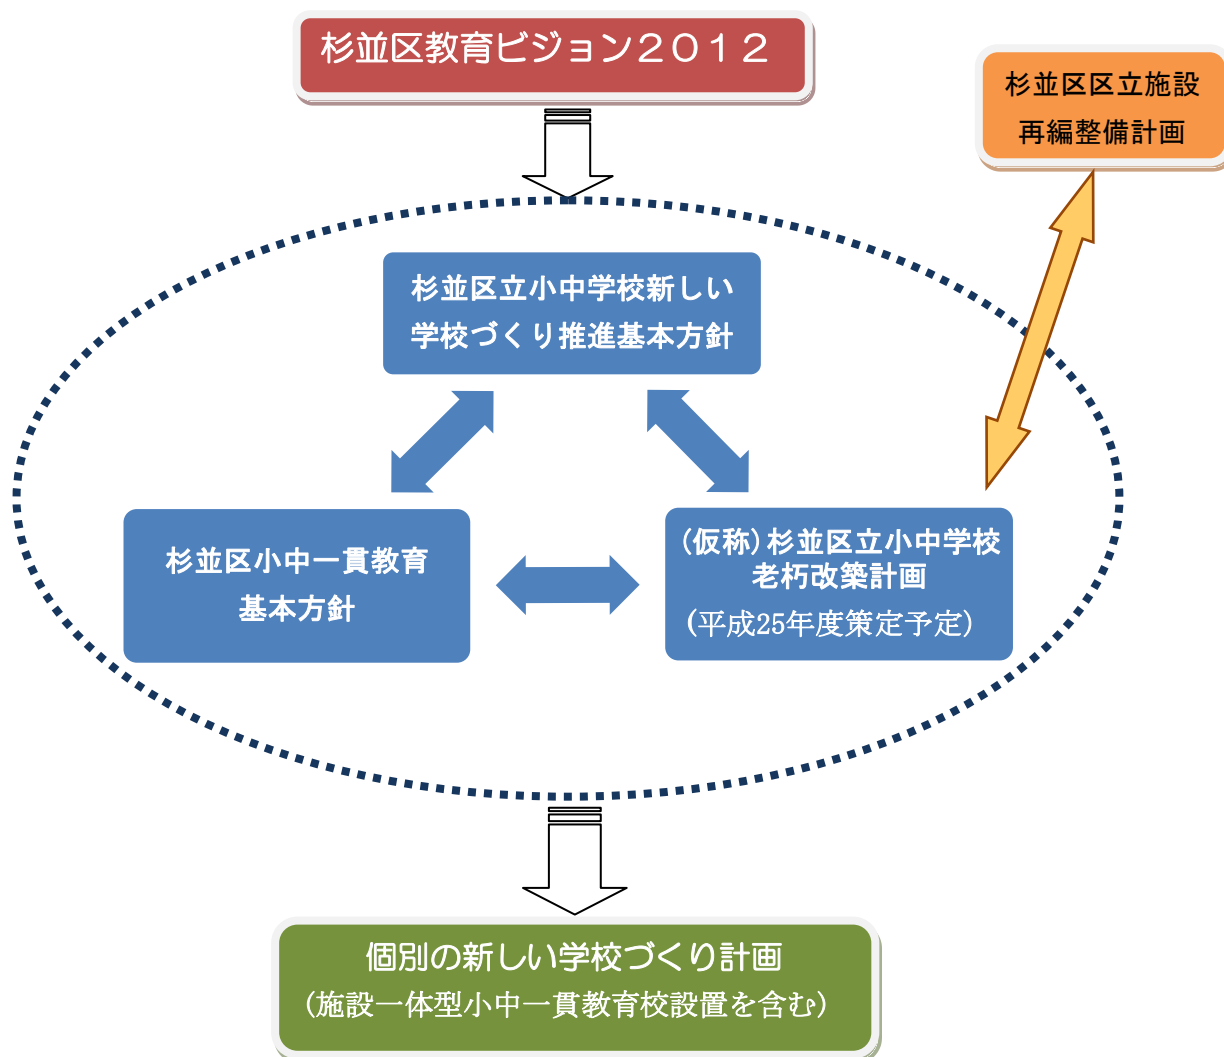 杉並区教育ビジョン２０１２
杉並区区立施設
再編整備計画
杉並区立小中学校新しい
学校づくり推進基本方針
杉並区小中一貫教育
基本方針
(仮称)杉並区立小中学校
老朽改築計画
(平成25年度策定予定)
個別の新しい学校づくり計画
(施設一体型小中一貫教育校設置を含む)